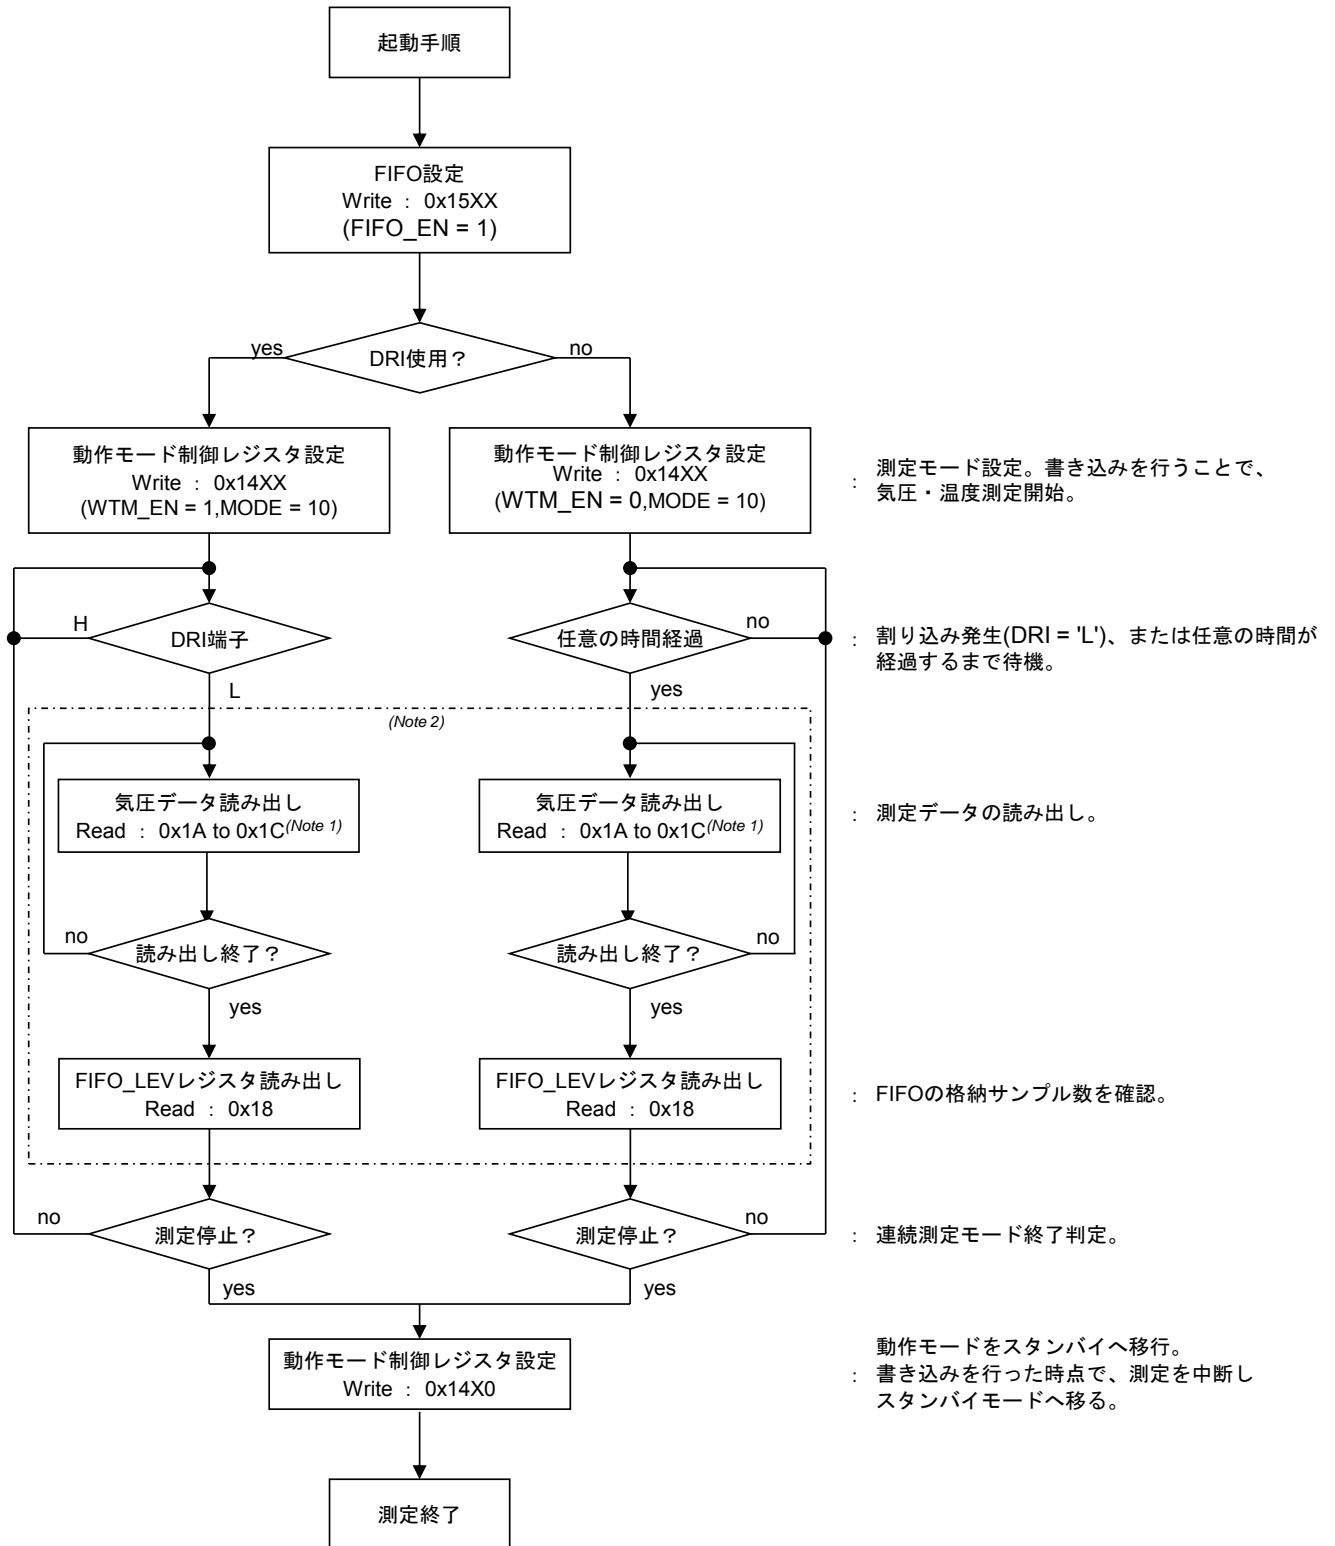 起動手順
FIFO設定
Write : 0x15XX
(FIFO_EN = 1)
DRI使用？
yes
no
動作モード制御レジスタ設定
Write : 0x14XX
(WTM_EN = 1,MODE = 10)
動作モード制御レジスタ設定
Write : 0x14XX
(WTM_EN = 0,MODE = 10)
: 測定モード設定。書き込みを行うことで、
気圧・温度測定開始。
H
DRI端子
L
任意の時間経過
no
yes
: 割り込み発生(DRI = 'L')、または任意の時間が
経過するまで待機。
(Note 2)
気圧データ読み出し
Read : 0x1A to 0x1C(Note 1)
気圧データ読み出し
Read : 0x1A to 0x1C(Note 1)
: 測定データの読み出し。
no
読み出し終了？
yes
読み出し終了？
no
yes
FIFO_LEVレジスタ読み出し
Read : 0x18
FIFO_LEVレジスタ読み出し
Read : 0x18
: FIFOの格納サンプル数を確認。
no
測定停止？
yes
測定停止？
no
yes
: 連続測定モード終了判定。
動作モード制御レジスタ設定
Write : 0x14X0
動作モードをスタンバイへ移行。
: 書き込みを行った時点で、測定を中断し
スタンバイモードへ移る。
測定終了